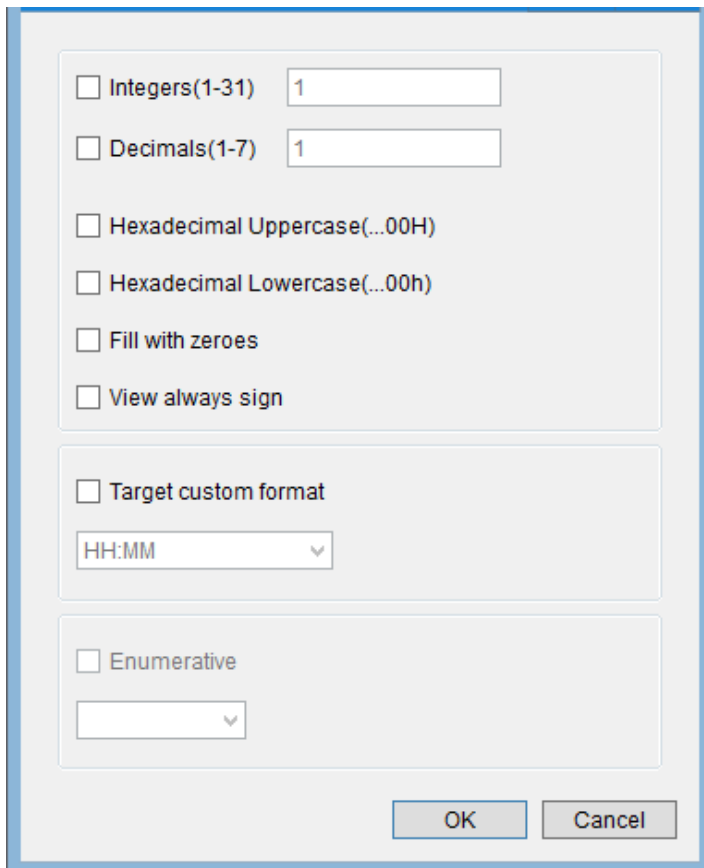 Integers(1-31) 1
Decimals(1-7) 1
Hexadecimal Uppercase(...00H)
Hexadecimal Lowercase(...00h)
Fill with zeroes
View always sign
Target custom format
HH:MM
Enumerative
OK Cancel